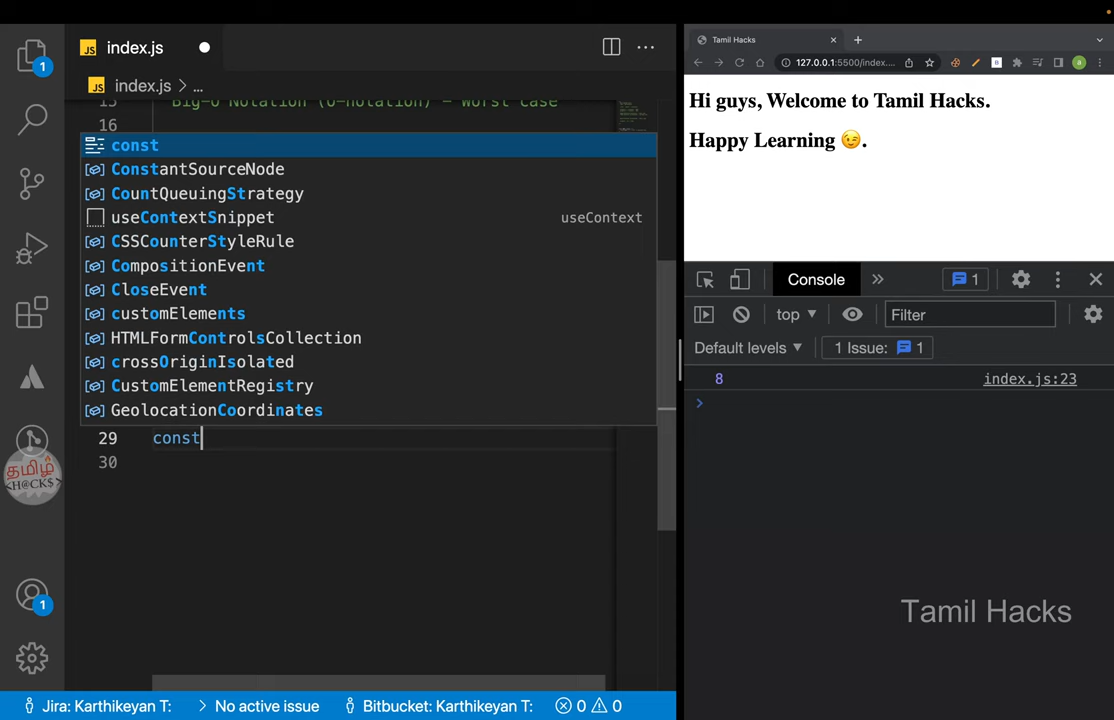 index.js
index.js > ...
15
Big-O Notation (O-notation) - Worst case
16
const
ConstantSourceNode
CountQueuingStrategy
useContextSnippet useContext
CSSCounterStyleRule
CompositionEvent
CloseEvent
customElements
HTMLFormControlsCollection
crossOriginIsolated
CustomElementRegistry
GeolocationCoordinates
29 const
30
1
தமிழ்
<H@CK$>
1
Jira: Karthikeyan T: > No active issue Bitbucket: Karthikeyan T: 0 0
Tamil Hacks
127.0.0.1:5500/index....
Hi guys, Welcome to Tamil Hacks.
Happy Learning 😉.
Console » 1
top ▼ Filter
Default levels ▼ 1 Issue: 1
8 index.js:23
>
Tamil Hacks